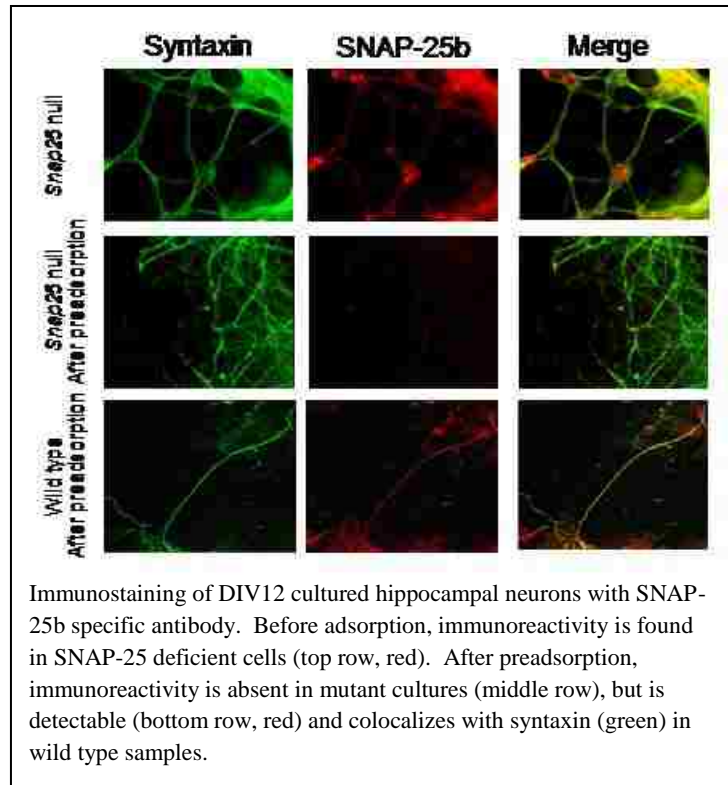 Syntaxin SNAP-25b Merge
Snap25 null
Snap25 null
After preadsorption
Wild type
After preadsorption
Immunostaining of DIV12 cultured hippocampal neurons with SNAP-
25b specific antibody.  Before adsorption, immunoreactivity is found
in SNAP-25 deficient cells (top row, red).  After preadsorption,
immunoreactivity is absent in mutant cultures (middle row), but is
detectable (bottom row, red) and colocalizes with syntaxin (green) in
wild type samples.